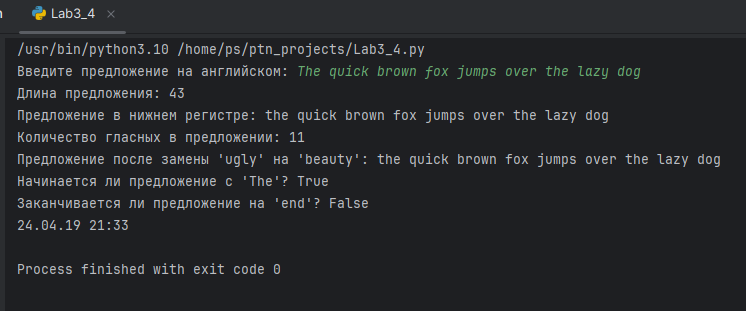 Lab3_4
/usr/bin/python3.10 /home/ps/ptn_projects/Lab3_4.py
Введите предложение на английском: The quick brown fox jumps over the lazy dog
Длина предложения: 43
Предложение в нижнем регистре: the quick brown fox jumps over the lazy dog
Количество гласных в предложении: 11
Предложение после замены 'ugly' на 'beauty': the quick brown fox jumps over the lazy dog
Начинается ли предложение с 'The'? True
Заканчивается ли предложение на 'end'? False
24.04.19 21:33
Process finished with exit code 0